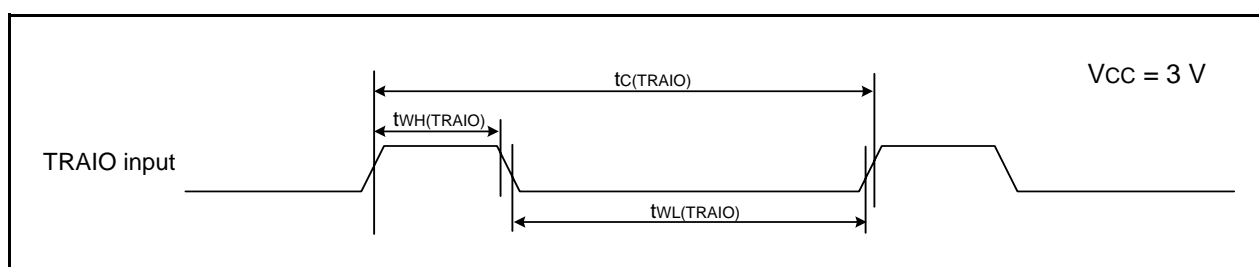 tC(TRAIO)
VCC = 3 V
tWH(TRAIO)
TRAIO input
tWL(TRAIO)